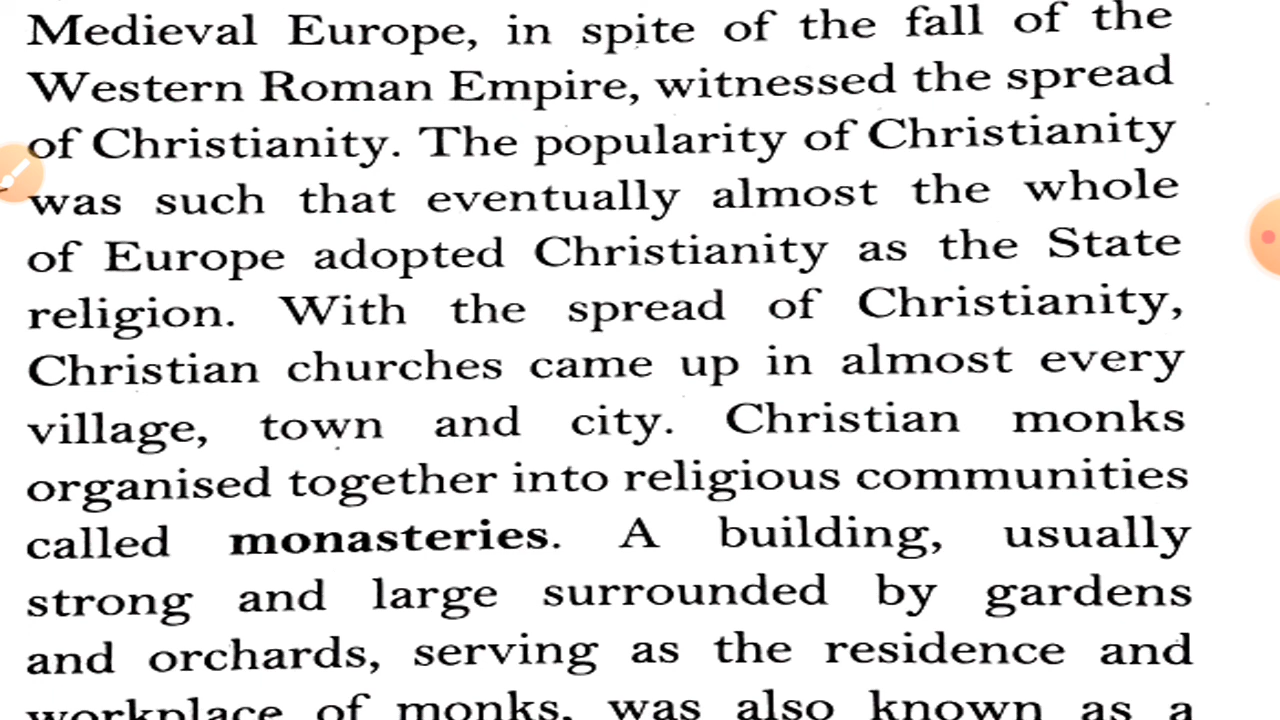 Medieval Europe, in spite of the fall of the
Western Roman Empire, witnessed the spread
of Christianity. The popularity of Christianity
was such that eventually almost the whole
of Europe adopted Christianity as the State
religion. With the spread of Christianity,
Christian churches came up in almost every
village, town and city. Christian monks
organised together into religious communities
called monasteries. A building, usually
strong and large surrounded by gardens
and orchards, serving as the residence and
workplace of monks, was also known as a